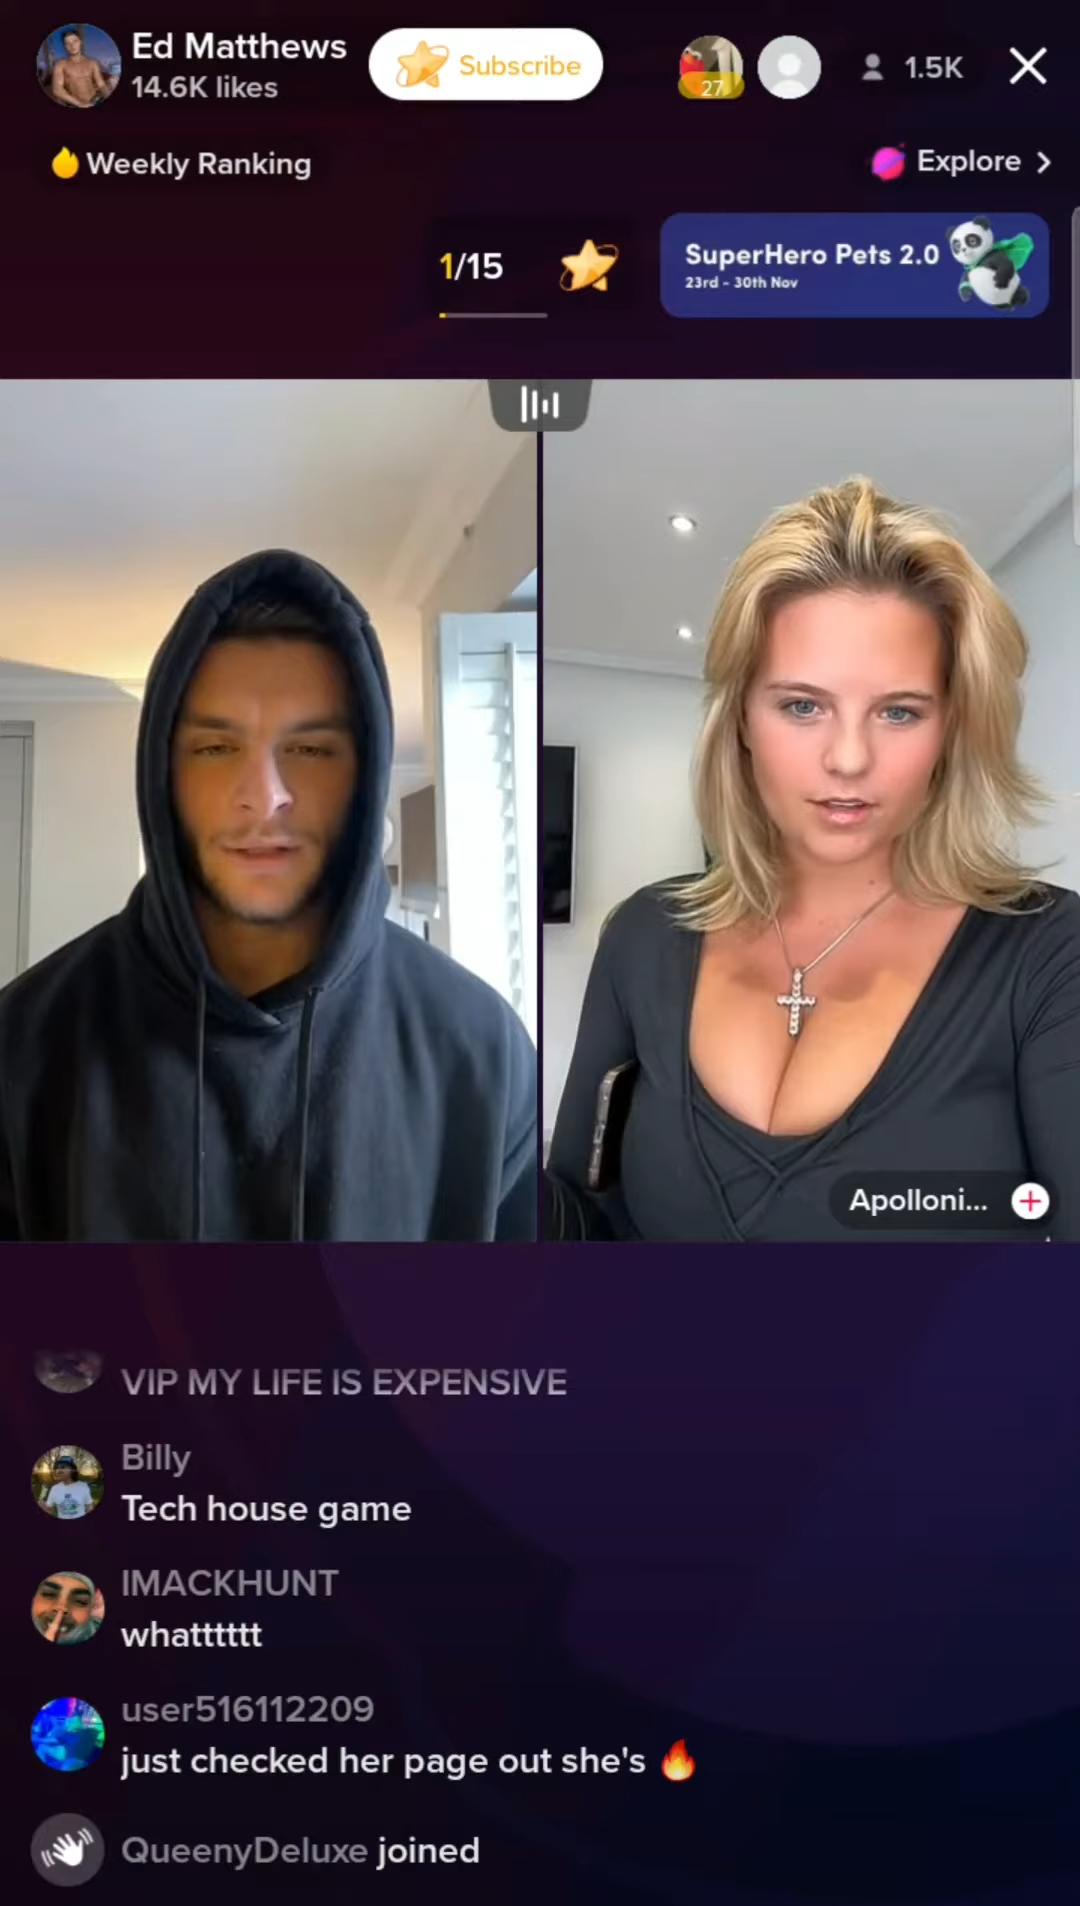 Ed Matthews
14.6K likes
Subscribe
27
1.5K
Weekly Ranking
Explore
1/15
SuperHero Pets 2.0
23rd - 30th Nov
Apolloni...
VIP MY LIFE IS EXPENSIVE
Billy
Tech house game
IMACKHUNT
whatttttt
user516112209
just checked her page out she's 🔥
QueenyDeluxe joined